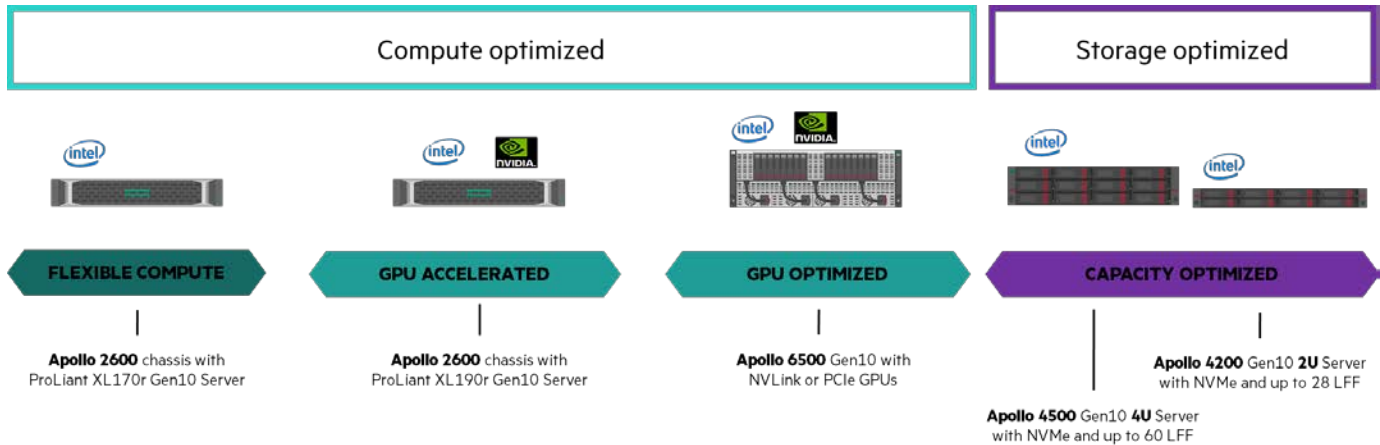 Compute optimized
Storage optimized
intel
intel
NVIDIA
intel
NVIDIA
intel
intel
FLEXIBLE COMPUTE
GPU ACCELERATED
GPU OPTIMIZED
CAPACITY OPTIMIZED
Apollo 2600 chassis with
ProLiant XL170r Gen10 Server
Apollo 2600 chassis with
ProLiant XL190r Gen10 Server
Apollo 6500 Gen10 with
NVLink or PCIe GPUs
Apollo 4200 Gen10 2U Server
with NVMe and up to 28 LFF
Apollo 4500 Gen10 4U Server
with NVMe and up to 60 LFF